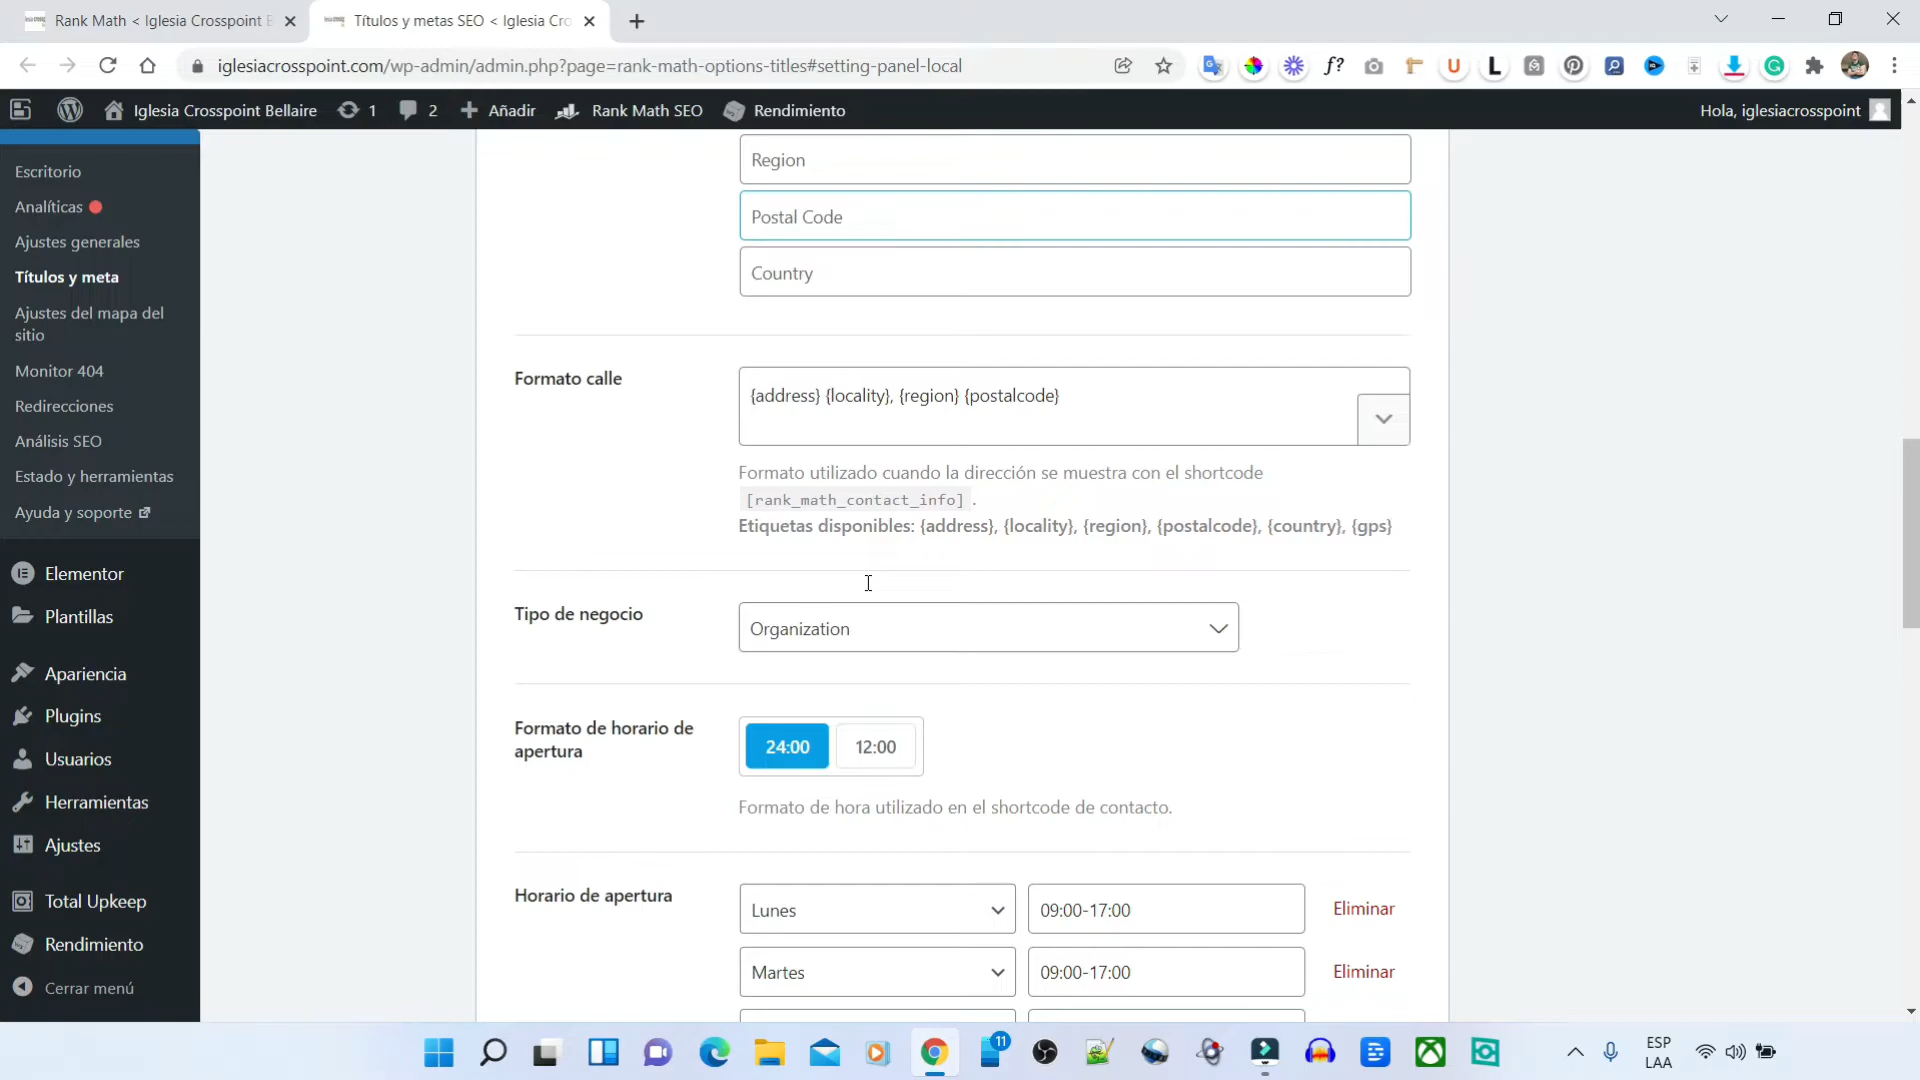 Rank Math < Iglesia Crosspoint B
Títulos y metas SEO < Iglesia Cro
iglesiacrosspoint.com/wp-admin/admin.php?page=rank-math-options-titles#setting-panel-local
Iglesia Crosspoint Bellaire
1
2
Añadir
Rank Math SEO
Rendimiento
Hola, iglesiacrosspoint
Escritorio
Analíticas
Ajustes generales
Títulos y meta
Ajustes del mapa del
sitio
Monitor 404
Redirecciones
Análisis SEO
Estado y herramientas
Ayuda y soporte
Elementor
Plantillas
Apariencia
Plugins
Usuarios
Herramientas
Ajustes
Total Upkeep
Rendimiento
Cerrar menú
Region
Postal Code
Country
Formato calle
{address} {locality}, {region} {postalcode}
Formato utilizado cuando la dirección se muestra con el shortcode
[rank_math_contact_info] .
Etiquetas disponibles: {address}, {locality}, {region}, {postalcode}, {country}, {gps}
Tipo de negocio
Organization
Formato de horario de
apertura
24:00
12:00
Formato de hora utilizado en el shortcode de contacto.
Horario de apertura
Lunes
09:00-17:00
Eliminar
Martes
09:00-17:00
Eliminar
11
ESP
LAA